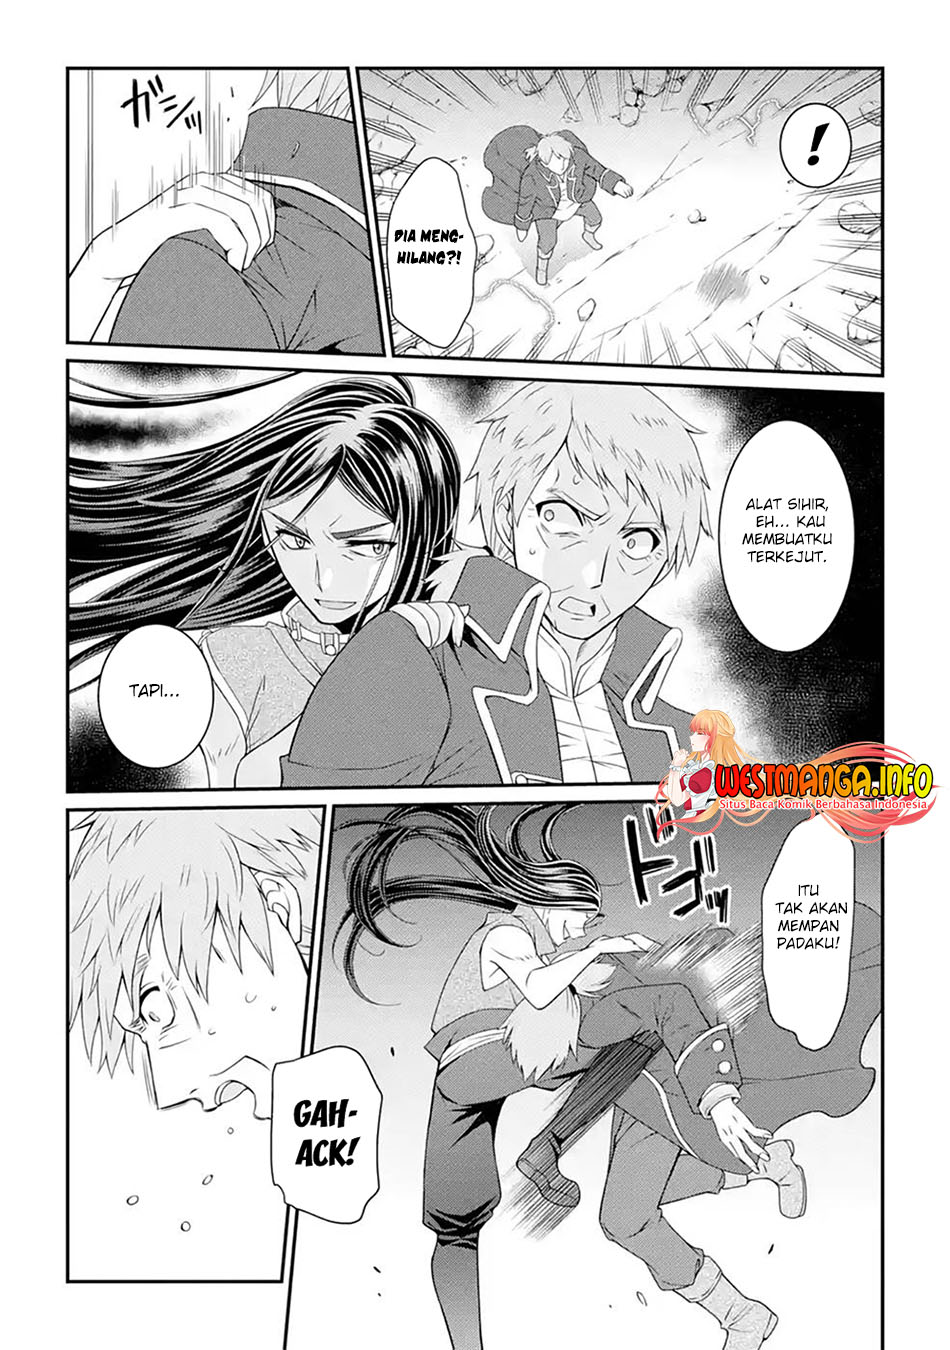 !
DIA MENG-
HILANG?!
ガシッ
ALAT SIHIR,
EH... KAU
MEMBUATKU
TERKEJUT.
TAPI...
WESTMANGA.INFO
Situs Baca Komik Berbahasa Indonesia
ITU
TAK AKAN
MEMPAN
PADAKU!
ドゴッ
GAH-
ACK!